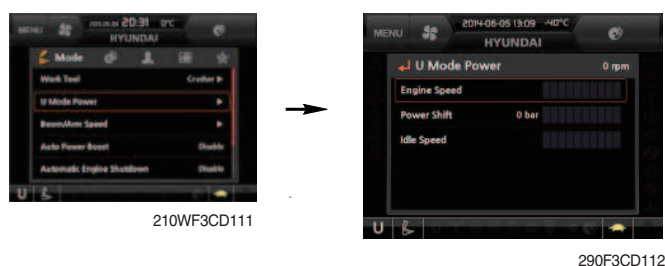 MENU
20:31 0°C
HYUNDAI
Mode
Work Tool Crusher
U Mode Power
Boom/Arm Speed
Auto Power Boost Disable
Automatic Engine Shutdown Disable
U
210WF3CD111
MENU 2014-06-05 13:09 -40°C
HYUNDAI
U Mode Power 0 rpm
Engine Speed
Power Shift 0 bar
Idle Speed
U
290F3CD112